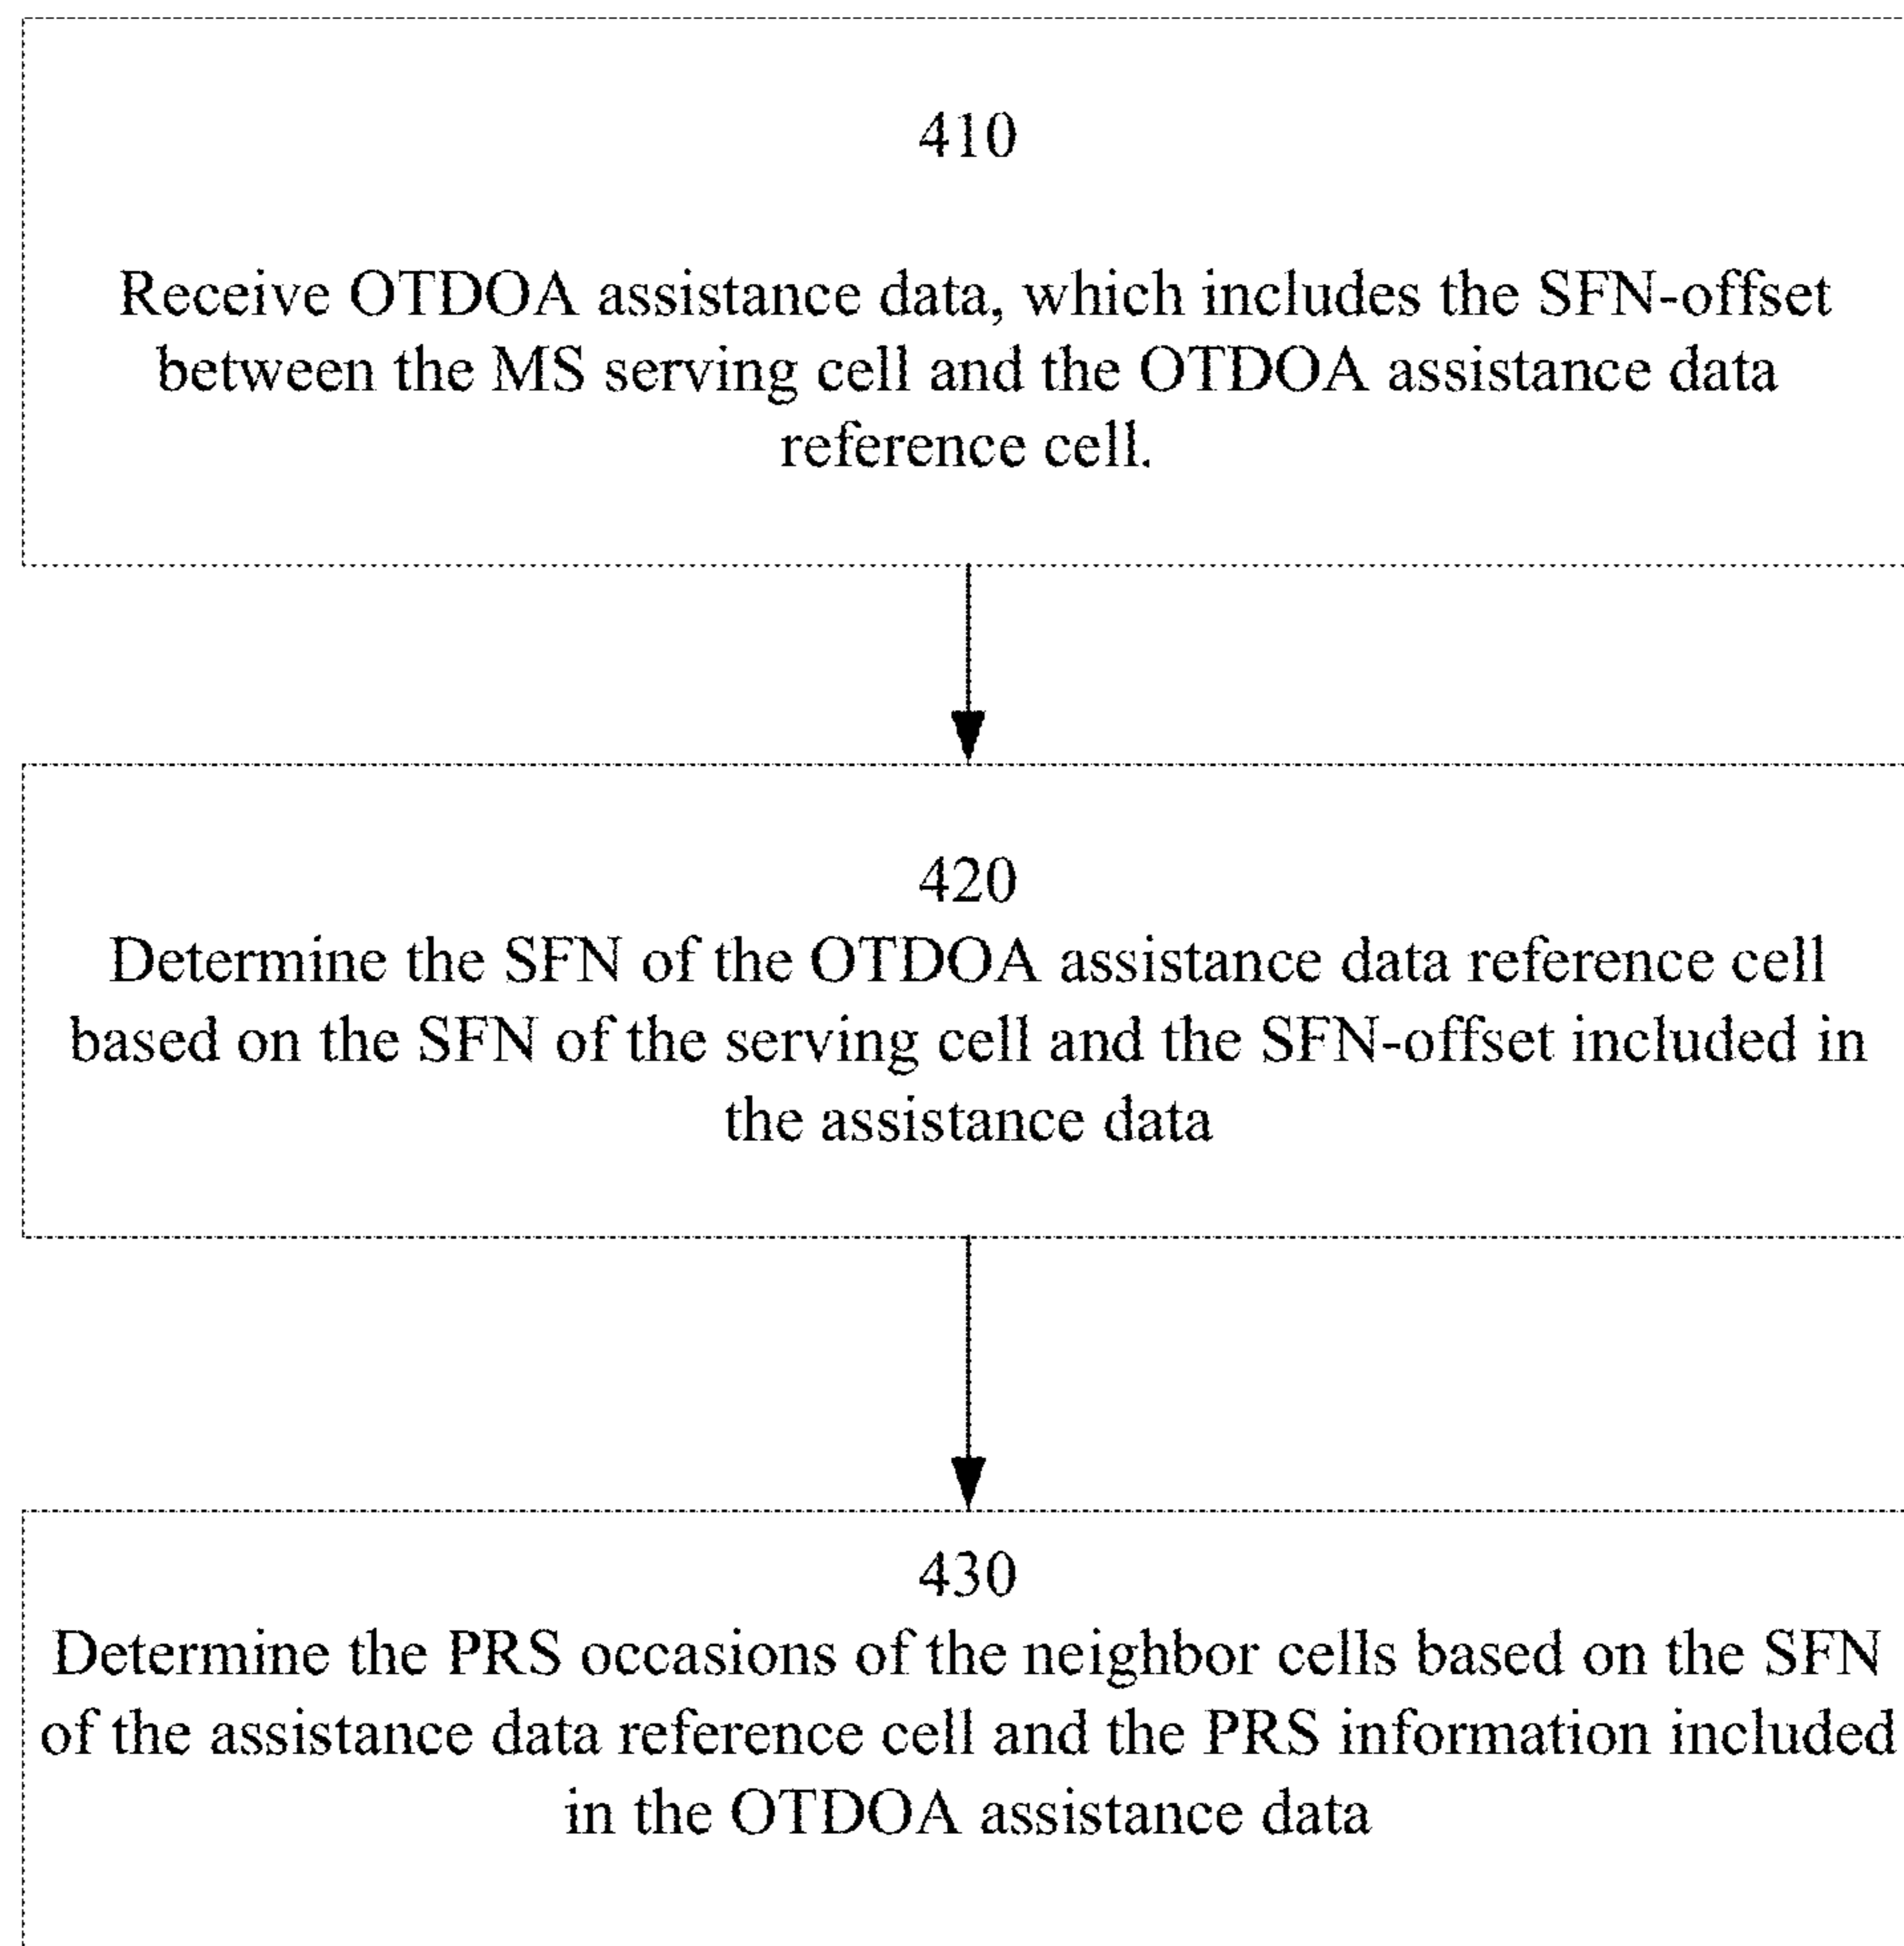 410
Receive OTDOA assistance data, which includes the SFN-offset
between the MS serving cell and the OTDOA assistance data
reference cell.
420
Determine the SFN of the OTDOA assistance data reference cell
based on the SFN of the serving cell and the SFN-offset included in
the assistance data
430
Determine the PRS occasions of the neighbor cells based on the SFN
of the assistance data reference cell and the PRS information included
in the OTDOA assistance data